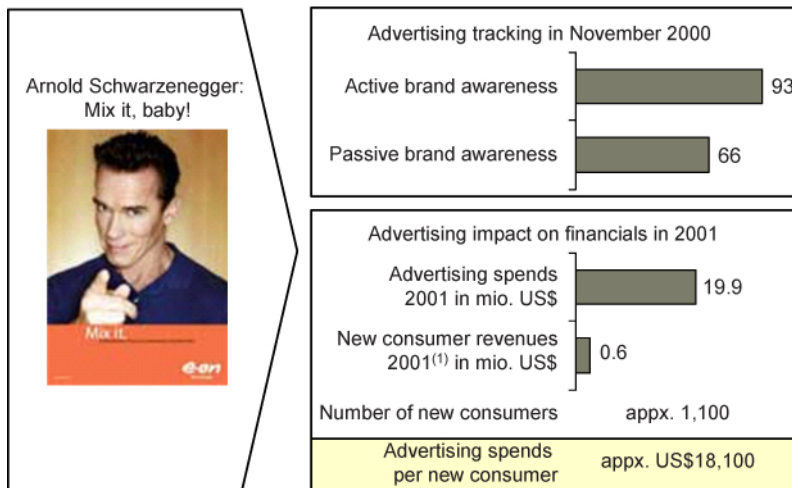 Arnold Schwarzenegger:
Mix it, baby!
Mix it.
e·on
Advertising tracking in November 2000
Active brand awareness 93
Passive brand awareness 66
Advertising impact on financials in 2001
Advertising spends
2001 in mio. US$ 19.9
New consumer revenues
2001(1) in mio. US$ 0.6
Number of new consumers appx. 1,100
Advertising spends
per new consumer appx. US$18,100